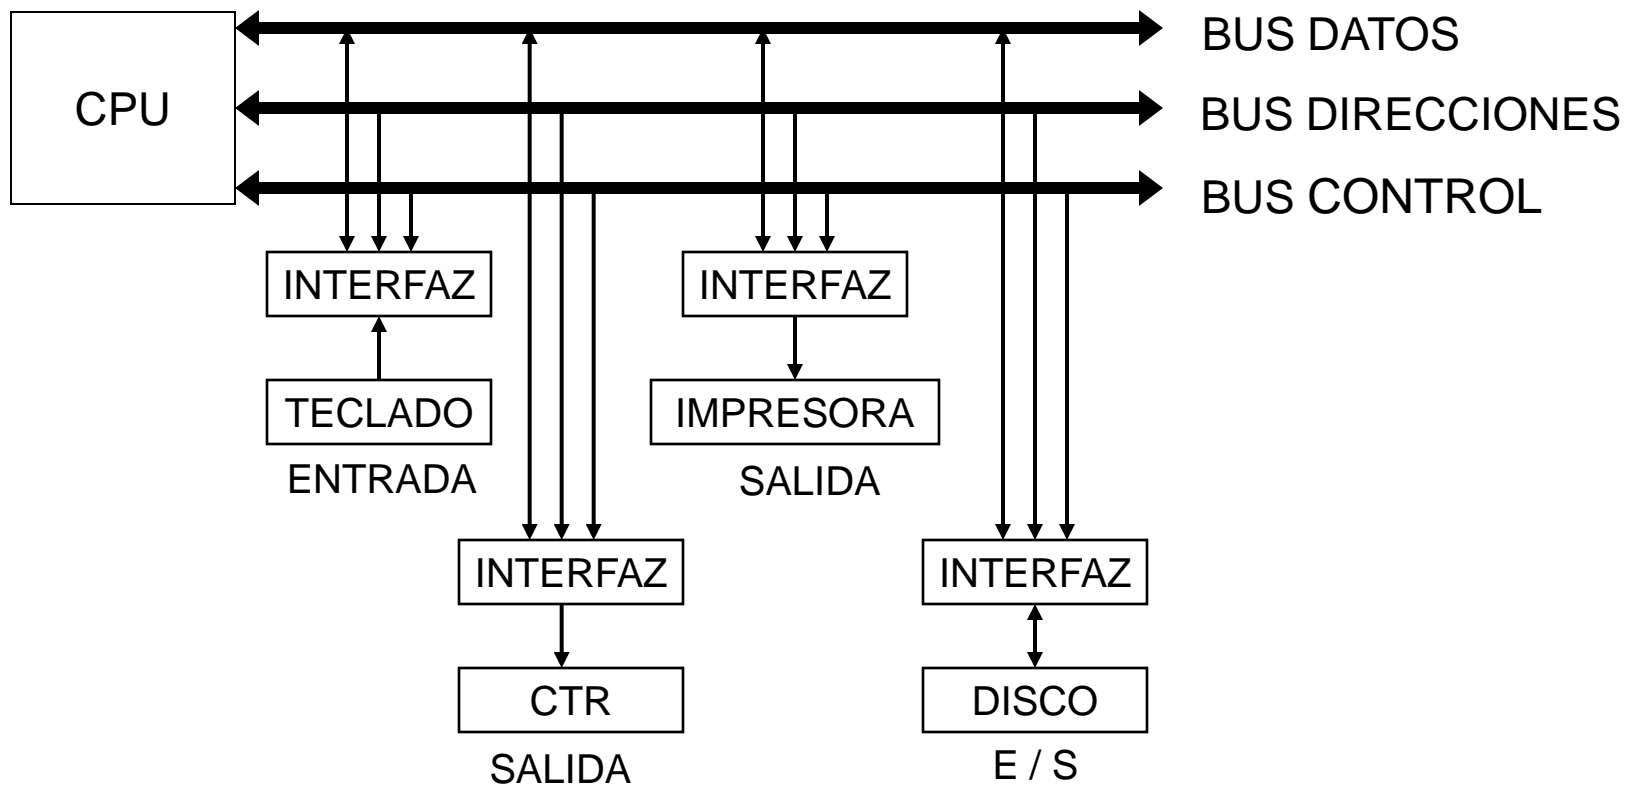 BUS DATOS
CPU
BUS DIRECCIONES
BUS CONTROL
INTERFAZ
INTERFAZ
TECLADO
IMPRESORA
ENTRADA
SALIDA
INTERFAZ
INTERFAZ
CTR
DISCO
SALIDA
E / S